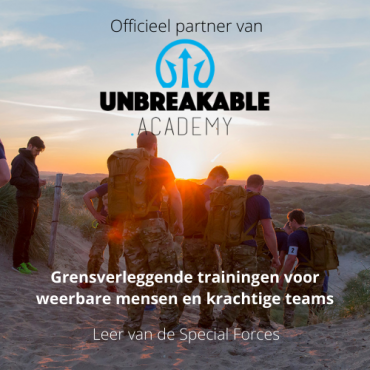 Officieel partner van
UNBREAKABLE
.ACADEMY
Grensverleggende trainingen voor
weerbare mensen en krachtige teams
Leer van de Special Forces